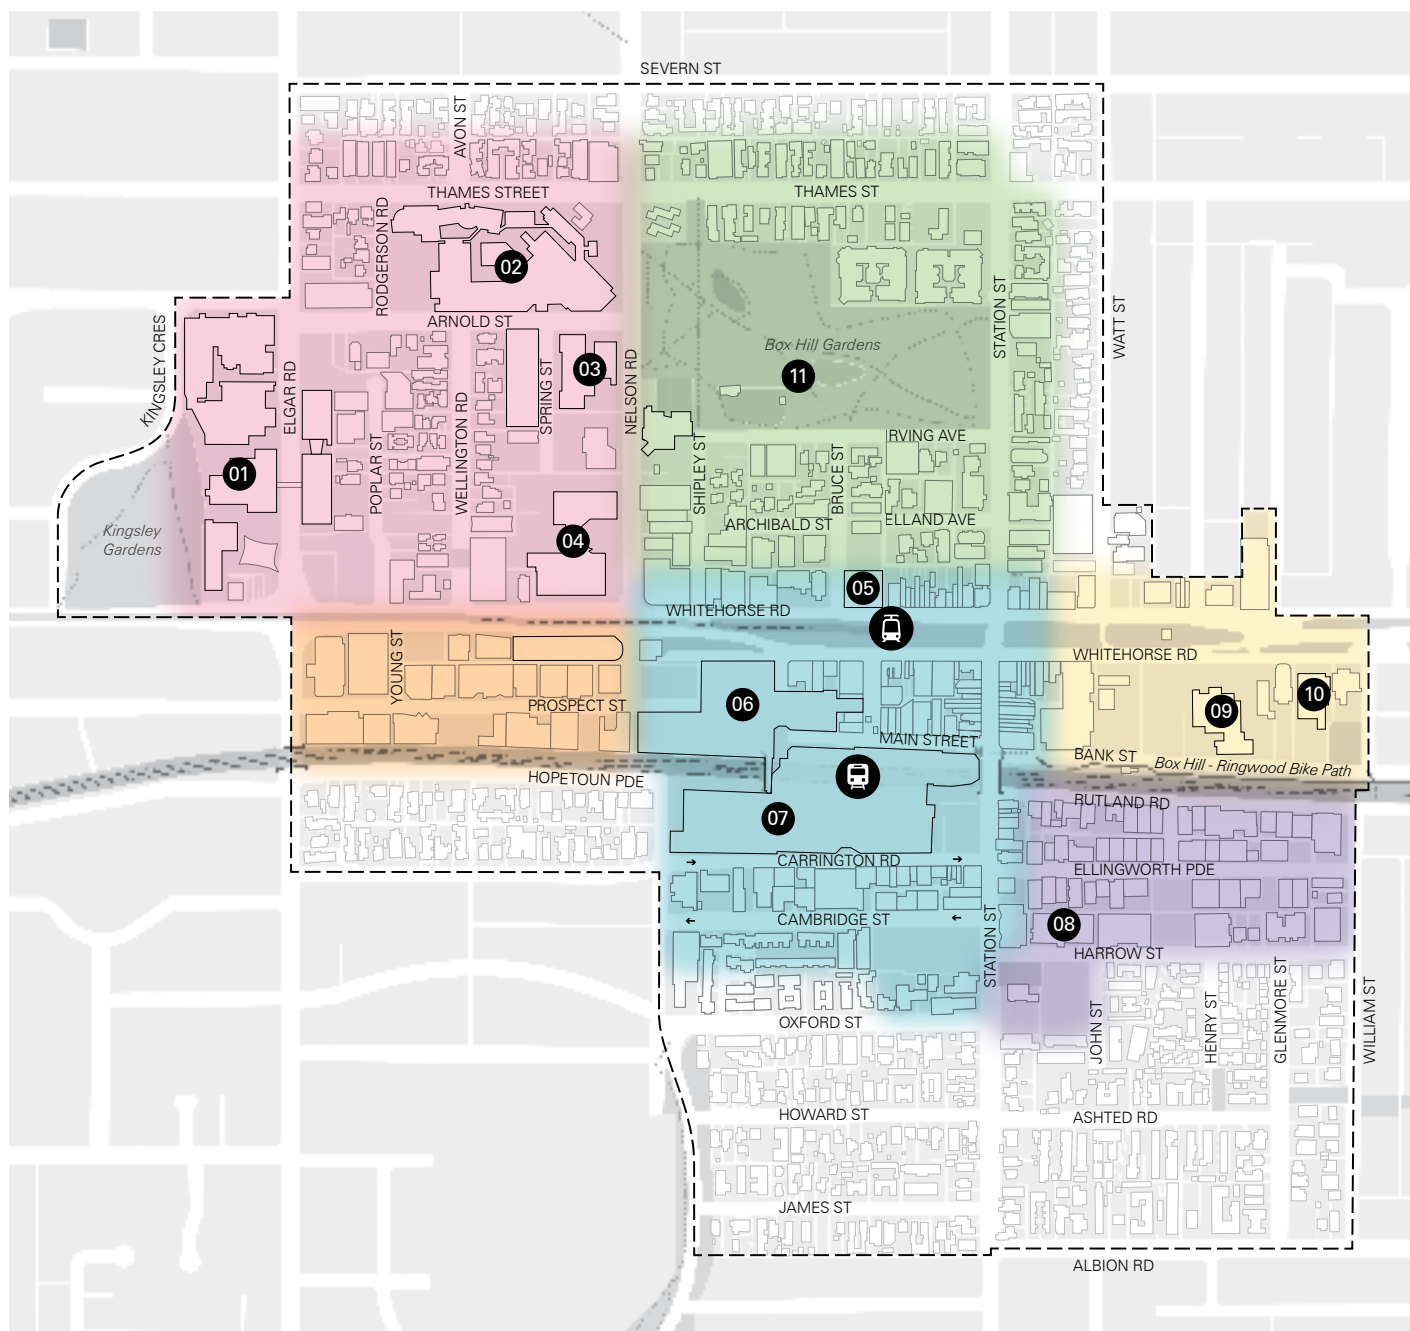 SEVERN ST
AVON ST
THAMES STREET
THAMES ST
RODGERSON RD
02
ARNOLD ST
KINGSLEY CRES
ELGAR RD
SPRING ST
03
NELSON RD
Box Hill Gardens
11
STATION ST
WATT ST
01
POPLAR ST
WELLINGTON RD
SHIPLEY ST
BRUCE ST
IRVING AVE
Kingsley
Gardens
04
ARCHIBALD ST
ELLAND AVE
05
WHITEHORSE RD
YOUNG ST
WHITEHORSE RD
PROSPECT ST
06
09
10
MAIN STREET
BANK ST
Box Hill - Ringwood Bike Path
HOPETOUN PDE
RUTLAND RD
07
CARRINGTON RD
ELLINGWORTH PDE
CAMBRIDGE ST
08
STATION ST
HARROW ST
OXFORD ST
JOHN ST
HENRY ST
GLENMORE ST
WILLIAM ST
HOWARD ST
ASHTED RD
JAMES ST
ALBION RD